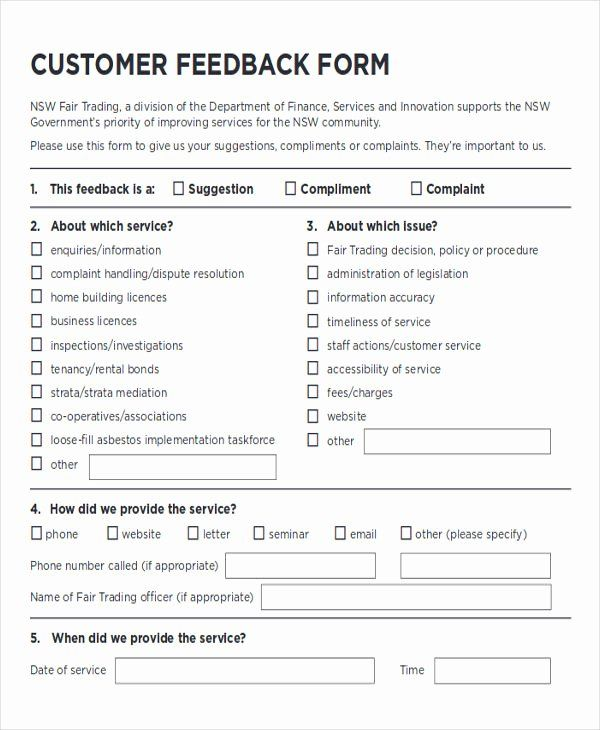 CUSTOMER FEEDBACK FORM
NSW Fair Trading, a division of the Department of Finance, Services and Innovation supports the NSW
Government's priority of improving services for the NSW community.
Please use this form to give us your suggestions, compliments or complaints. They're important to us.
1. This feedback is a: Suggestion Compliment Complaint
2. About which service?
enquiries/information
complaint handling/dispute resolution
home building licences
business licences
inspections/investigations
tenancy/rental bonds
strata/strata mediation
co-operatives/associations
loose-fill asbestos implementation taskforce
other
3. About which issue?
Fair Trading decision, policy or procedure
administration of legislation
information accuracy
timeliness of service
staff actions/customer service
accessibility of service
fees/charges
website
other
4. How did we provide the service?
phone website letter seminar email other (please specify)
Phone number called (if appropriate)
Name of Fair Trading officer (if appropriate)
5. When did we provide the service?
Date of service Time